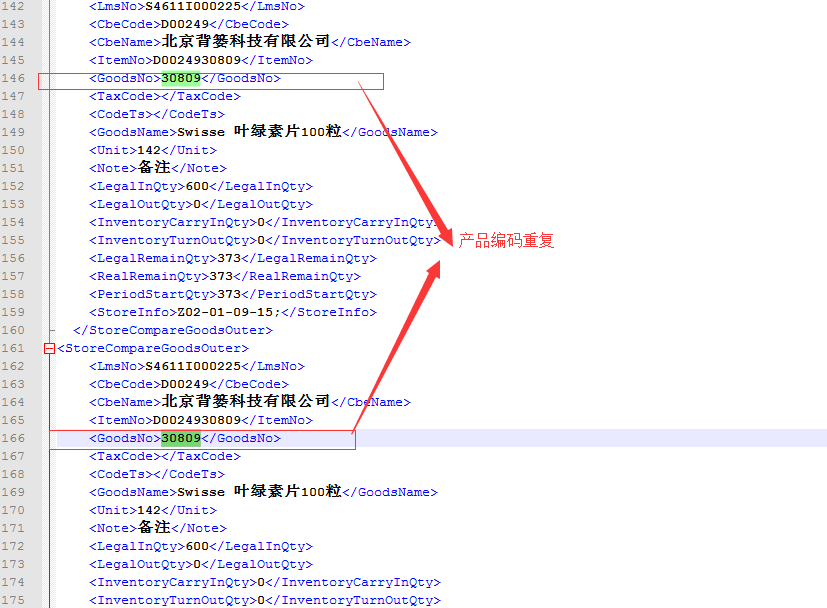 142 <LmsNo>S4611I000225</LmsNo>
143 <CbeCode>D00249</CbeCode>
144 <CbeName>北京背篓科技有限公司</CbeName>
145 <ItemNo>D0024930809</ItemNo>
146 <GoodsNo>30809</GoodsNo>
147 <TaxCode></TaxCode>
148 <CodeTs></CodeTs>
149 <GoodsName>Swisse 叶绿素片100粒</GoodsName>
150 <Unit>142</Unit>
151 <Note>备注</Note>
152 <LegalInQty>600</LegalInQty>
153 <LegalOutQty>0</LegalOutQty>
154 <InventoryCarryInQty>0</InventoryCarryInQty>
155 <InventoryTurnOutQty>0</InventoryTurnOutQty>
产品编码重复
156 <LegalRemainQty>373</LegalRemainQty>
157 <RealRemainQty>373</RealRemainQty>
158 <PeriodStartQty>373</PeriodStartQty>
159 <StoreInfo>Z02-01-09-15;</StoreInfo>
160 </StoreCompareGoodsOuter>
161 <StoreCompareGoodsOuter>
162 <LmsNo>S4611I000225</LmsNo>
163 <CbeCode>D00249</CbeCode>
164 <CbeName>北京背篓科技有限公司</CbeName>
165 <ItemNo>D0024930809</ItemNo>
166 <GoodsNo>30809</GoodsNo>
167 <TaxCode></TaxCode>
168 <CodeTs></CodeTs>
169 <GoodsName>Swisse 叶绿素片100粒</GoodsName>
170 <Unit>142</Unit>
171 <Note>备注</Note>
172 <LegalInQty>600</LegalInQty>
173 <LegalOutQty>0</LegalOutQty>
174 <InventoryCarryInQty>0</InventoryCarryInQty>
175 <InventoryTurnOutQty>0</InventoryTurnOutQty>